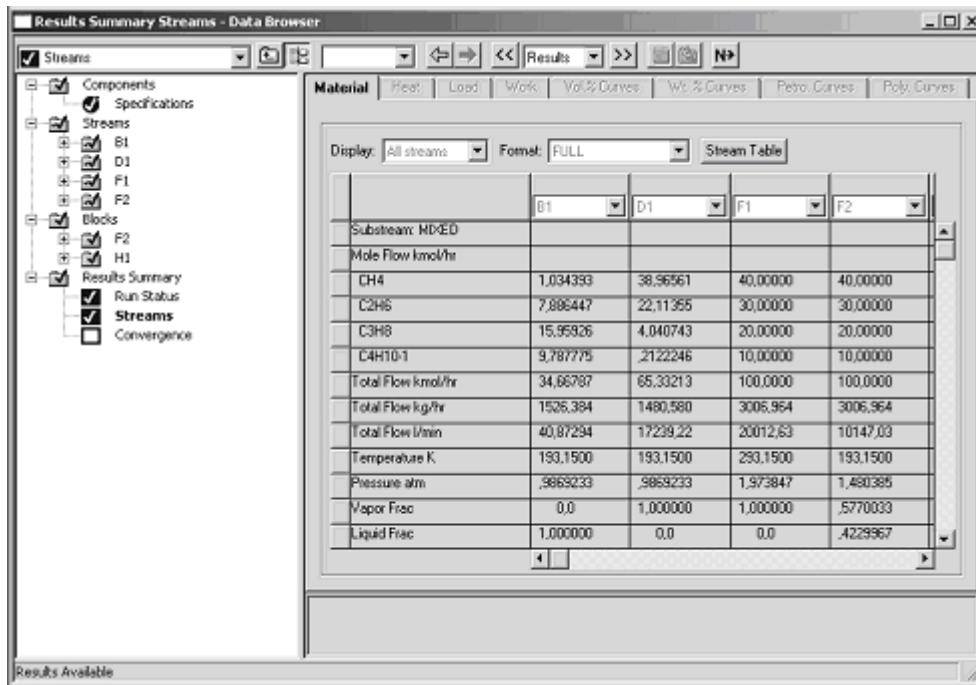 Results Summary Streams - Data Browser
Streams
Results
<<
>>
N
Components
Specifications
Streams
B1
D1
F1
F2
Blocks
F2
H1
Results Summary
Run Status
Streams
Convergence
Material Heat Load Work Vol.% Curves Wt. % Curves Petro. Curves Poly. Curves
Display: All streams Format: FULL Stream Table
B1 D1 F1 F2
Substream: MIXED
Mole Flow kmol/hr
CH4 1,034393 38,96561 40,00000 40,00000
C2H6 7,886447 22,11355 30,00000 30,00000
C3H8 15,95926 4,040743 20,00000 20,00000
C4H10-1 9,787775 ,2122246 10,00000 10,00000
Total Flow kmol/hr 34,66787 65,33213 100,0000 100,0000
Total Flow kg/hr 1526,384 1480,580 3006,964 3006,964
Total Flow l/min 40,87294 17239,22 20012,63 10147,03
Temperature K 193,1500 193,1500 293,1500 193,1500
Pressure atm ,9869233 ,9869233 1,973847 1,480385
Vapor Frac 0,0 1,000000 1,000000 ,5770033
Liquid Frac 1,000000 0,0 0,0 ,4229967
Results Available